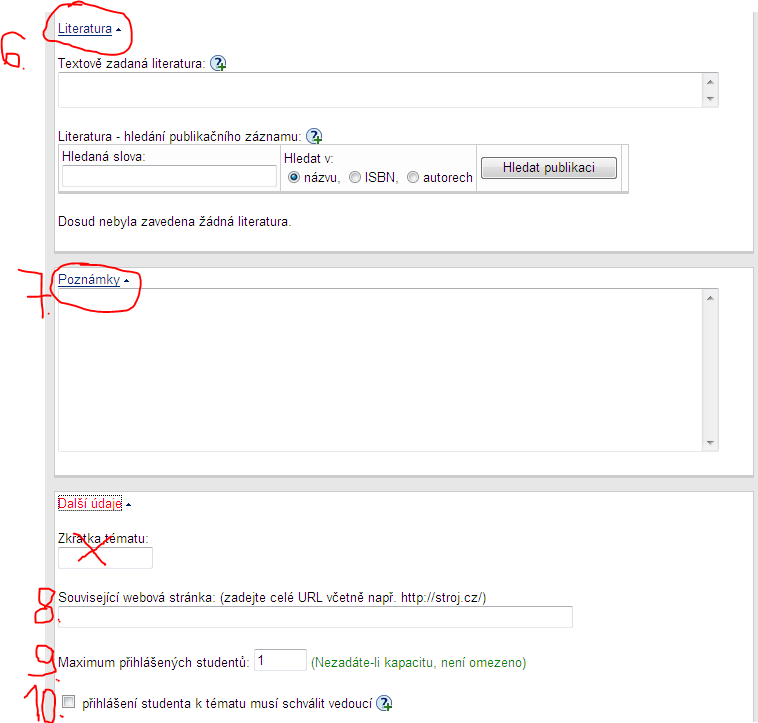 6. Literatura
Textově zadaná literatura:
Literatura - hledání publikačního záznamu:
Hledaná slova:
Hledat v:
názvu, ISBN, autorech
Hledat publikaci
Dosud nebyla zavedena žádná literatura.
7. Poznámky
Další údaje
Zkratka tématu:
8. Související webová stránka: (zadejte celé URL včetně např. http://stroj.cz/)
9. Maximum přihlášených studentů: 1 (Nezadáte-li kapacitu, není omezeno)
10. přihlášení studenta k tématu musí schválit vedoucí